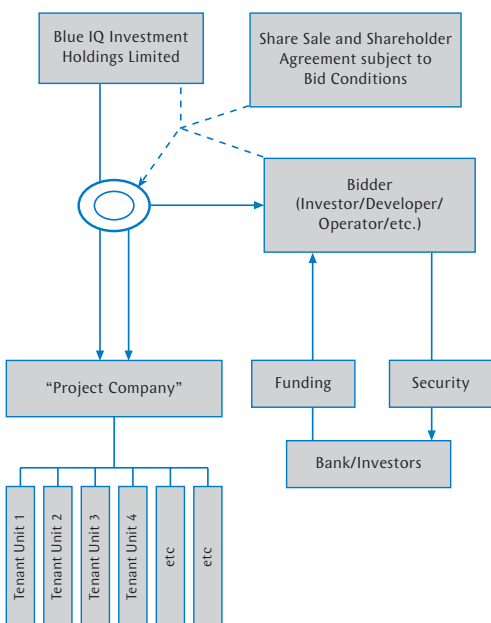 Blue IQ Investment
Holdings Limited
Share Sale and Shareholder
Agreement subject to
Bid Conditions
Bidder
(Investor/Developer/
Operator/etc.)
“Project Company”
Funding
Security
Bank/Investors
Tenant Unit 1
Tenant Unit 2
Tenant Unit 3
Tenant Unit 4
etc
etc